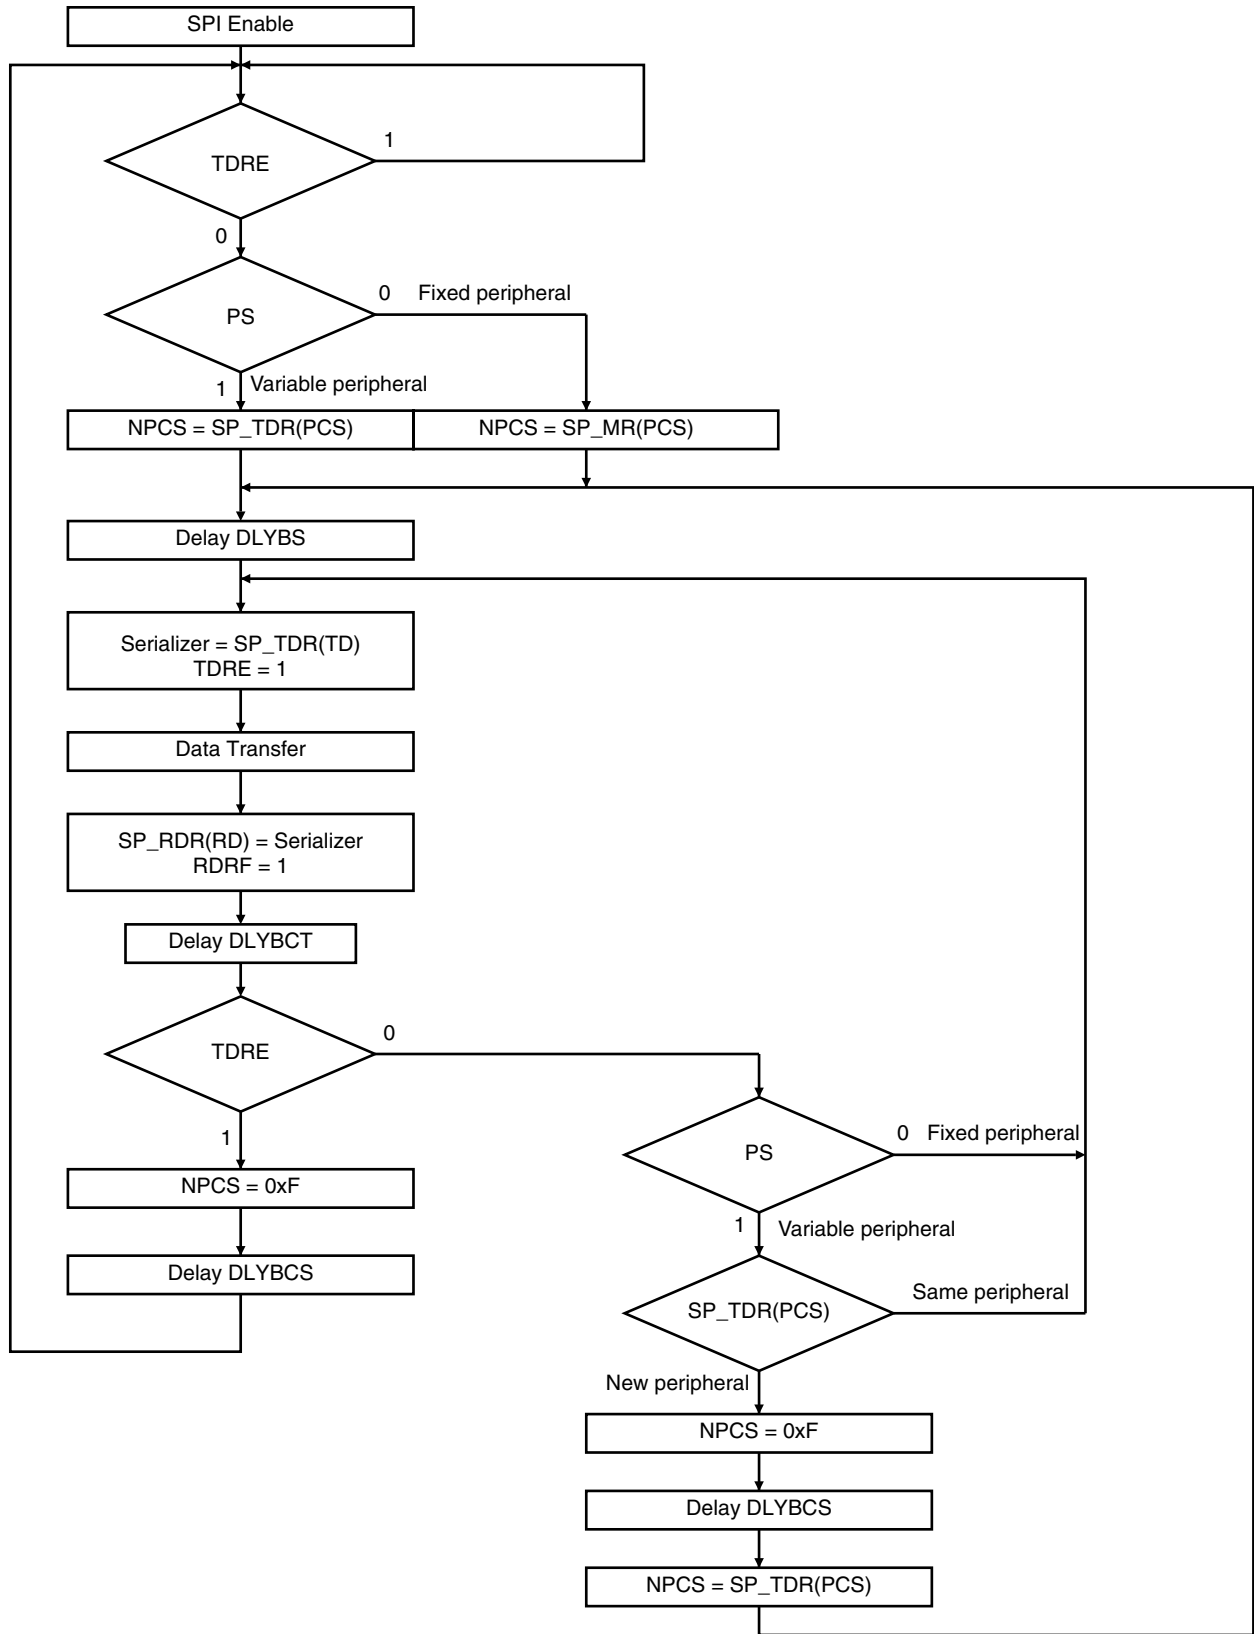 SPI Enable
TDRE
1
0
PS
0 Fixed peripheral
1 Variable peripheral
NPCS = SP_TDR(PCS)
NPCS = SP_MR(PCS)
Delay DLYBS
Serializer = SP_TDR(TD)
TDRE = 1
Data Transfer
SP_RDR(RD) = Serializer
RDRF = 1
Delay DLYBCT
TDRE
0
1
NPCS = 0xF
Delay DLYBCS
PS
0 Fixed peripheral
1 Variable peripheral
SP_TDR(PCS)
Same peripheral
New peripheral
NPCS = 0xF
Delay DLYBCS
NPCS = SP_TDR(PCS)